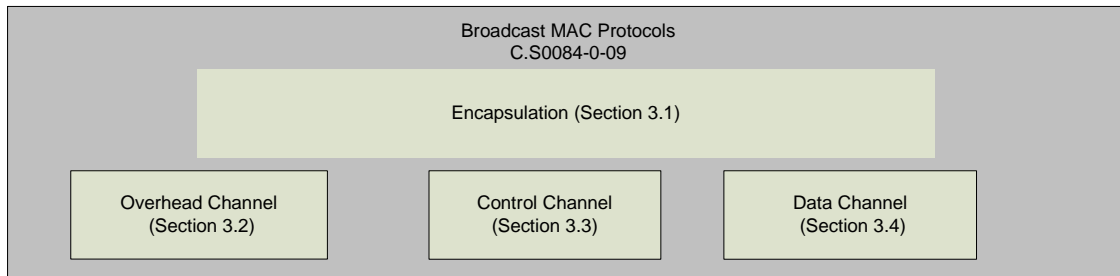 Broadcast MAC Protocols
C.S0084-0-09
Encapsulation (Section 3.1)
Overhead Channel
(Section 3.2)
Control Channel
(Section 3.3)
Data Channel
(Section 3.4)